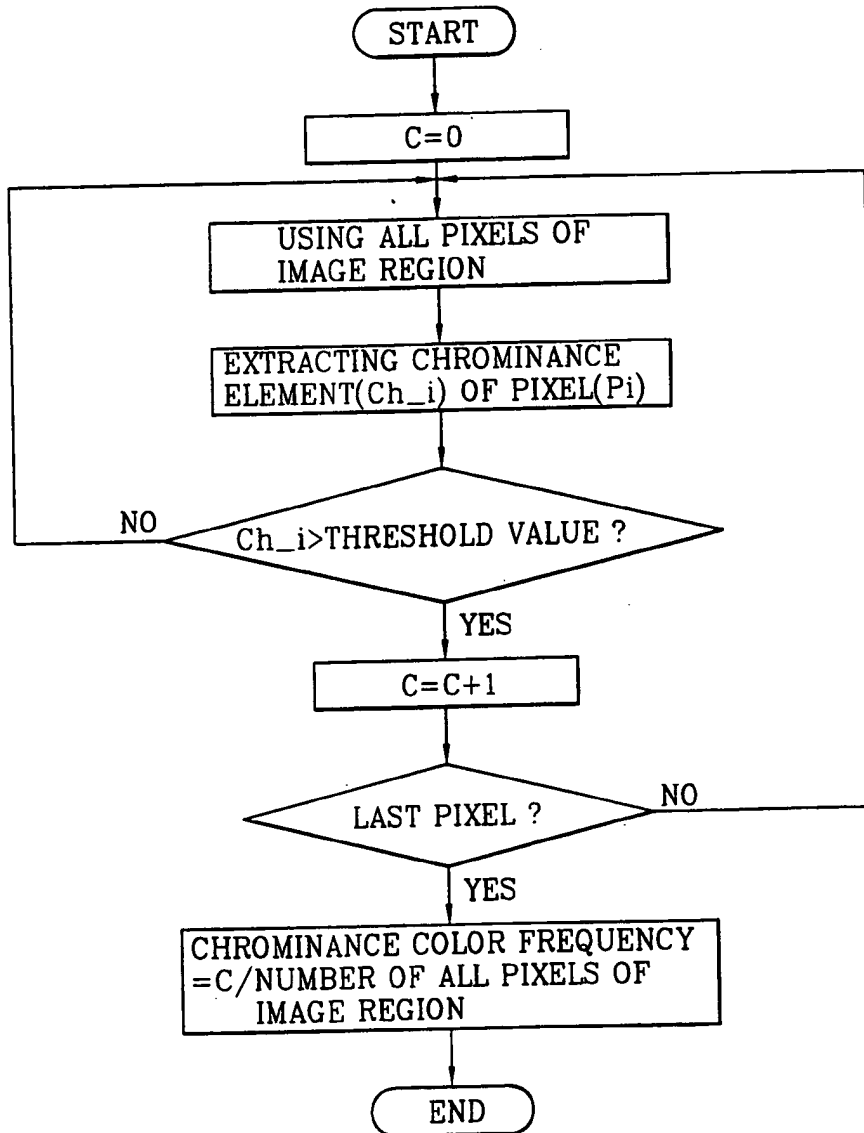 START
C=0
USING ALL PIXELS OF
IMAGE REGION
EXTRACTING CHROMINANCE
ELEMENT(Ch_i) OF PIXEL(Pi)
NO
Ch_i>THRESHOLD VALUE ?
YES
C=C+1
LAST PIXEL ?
NO
YES
CHROMINANCE COLOR FREQUENCY
=C/NUMBER OF ALL PIXELS OF
IMAGE REGION
END